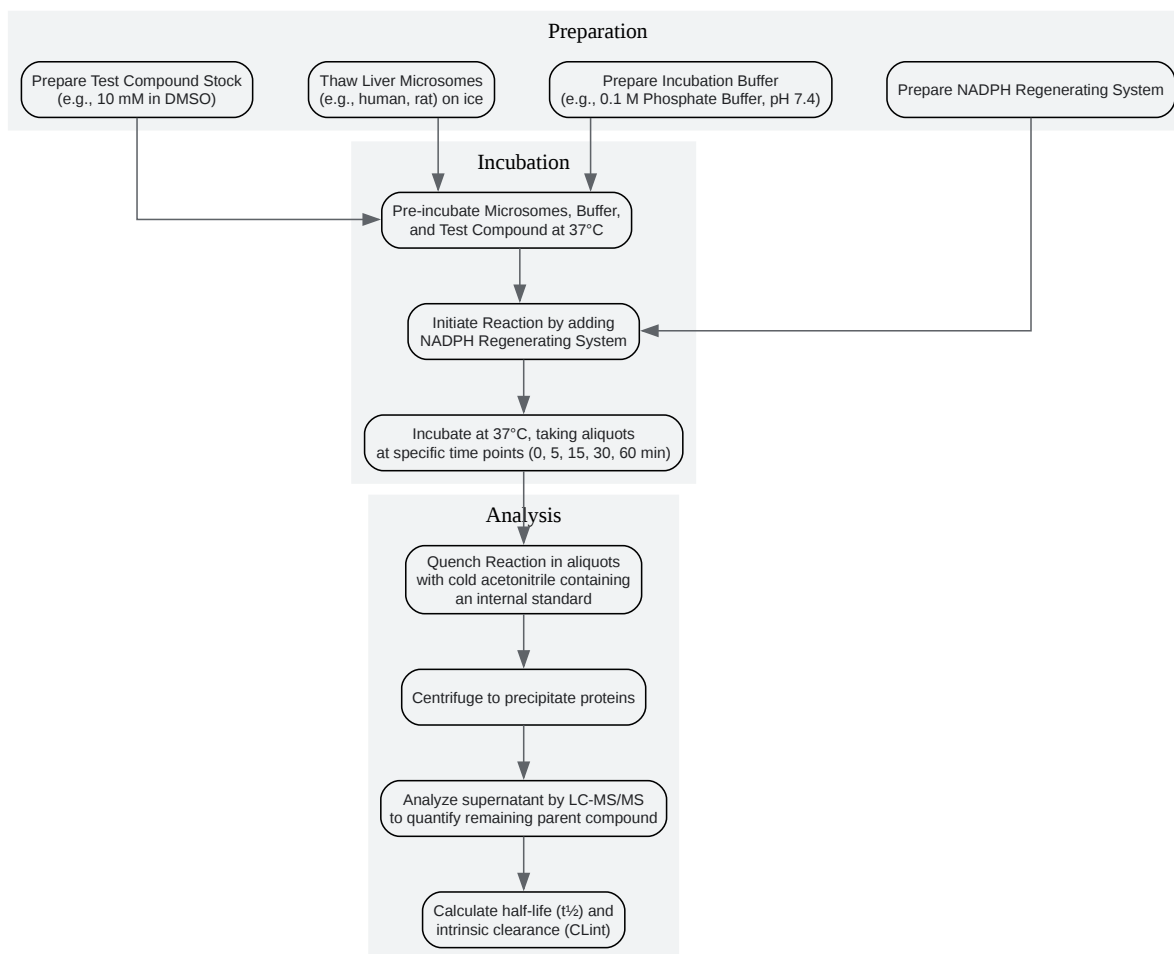 Preparation
Prepare Test Compound Stock
(e.g., 10 mM in DMSO)
Thaw Liver Microsomes
(e.g., human, rat) on ice
Prepare Incubation Buffer
(e.g., 0.1 M Phosphate Buffer, pH 7.4)
Prepare NADPH Regenerating System
Incubation
Pre-incubate Microsomes, Buffer,
and Test Compound at 37°C
Initiate Reaction by adding
NADPH Regenerating System
Incubate at 37°C, taking aliquots
at specific time points (0, 5, 15, 30, 60 min)
Analysis
Quench Reaction in aliquots
with cold acetonitrile containing
an internal standard
Centrifuge to precipitate proteins
Analyze supernatant by LC-MS/MS
to quantify remaining parent compound
Calculate half-life (t½) and
intrinsic clearance (CLint)